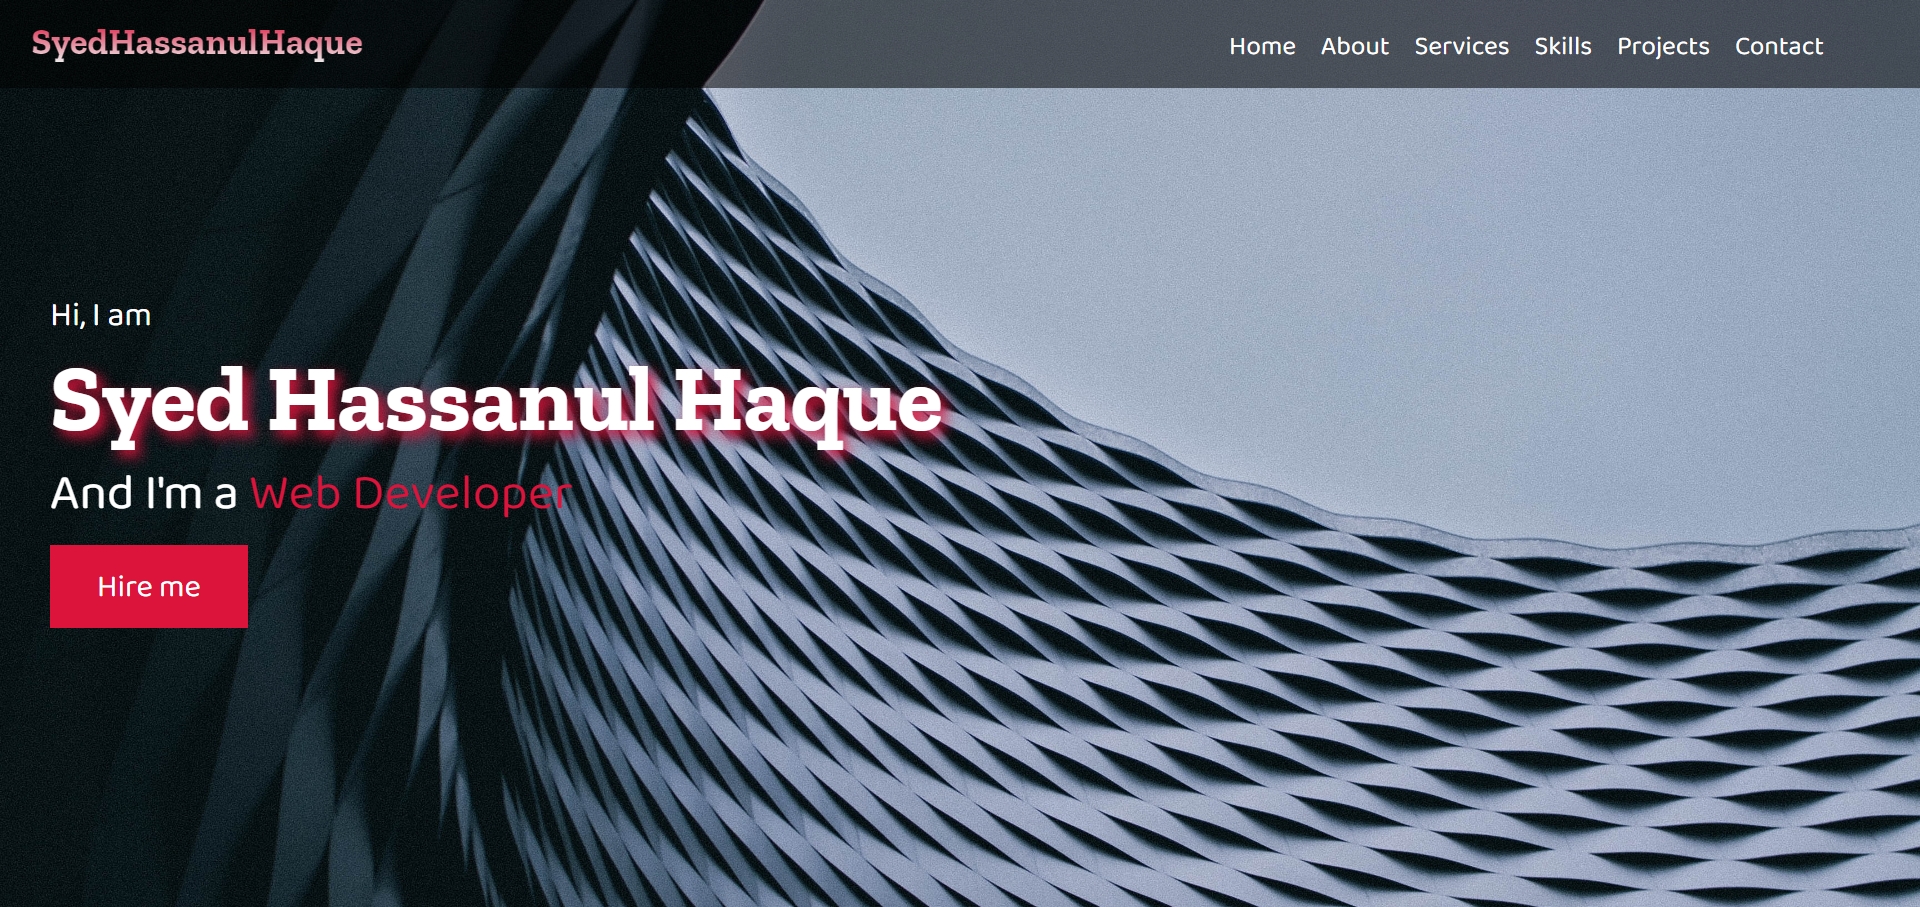 SyedHassanulHaque
Home About Services Skills Projects Contact
Hi, I am
Syed Hassanul Haque
And I'm a Web Developer
Hire me